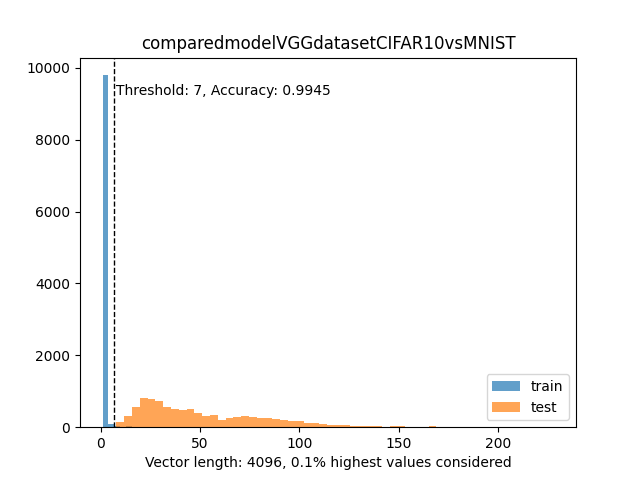 comparedmodelVGGdatasetCIFAR10vsMNIST
10000
8000
6000
4000
2000
0
Threshold: 7, Accuracy: 0.9945
train
test
0 50 100 150 200
Vector length: 4096, 0.1% highest values considered